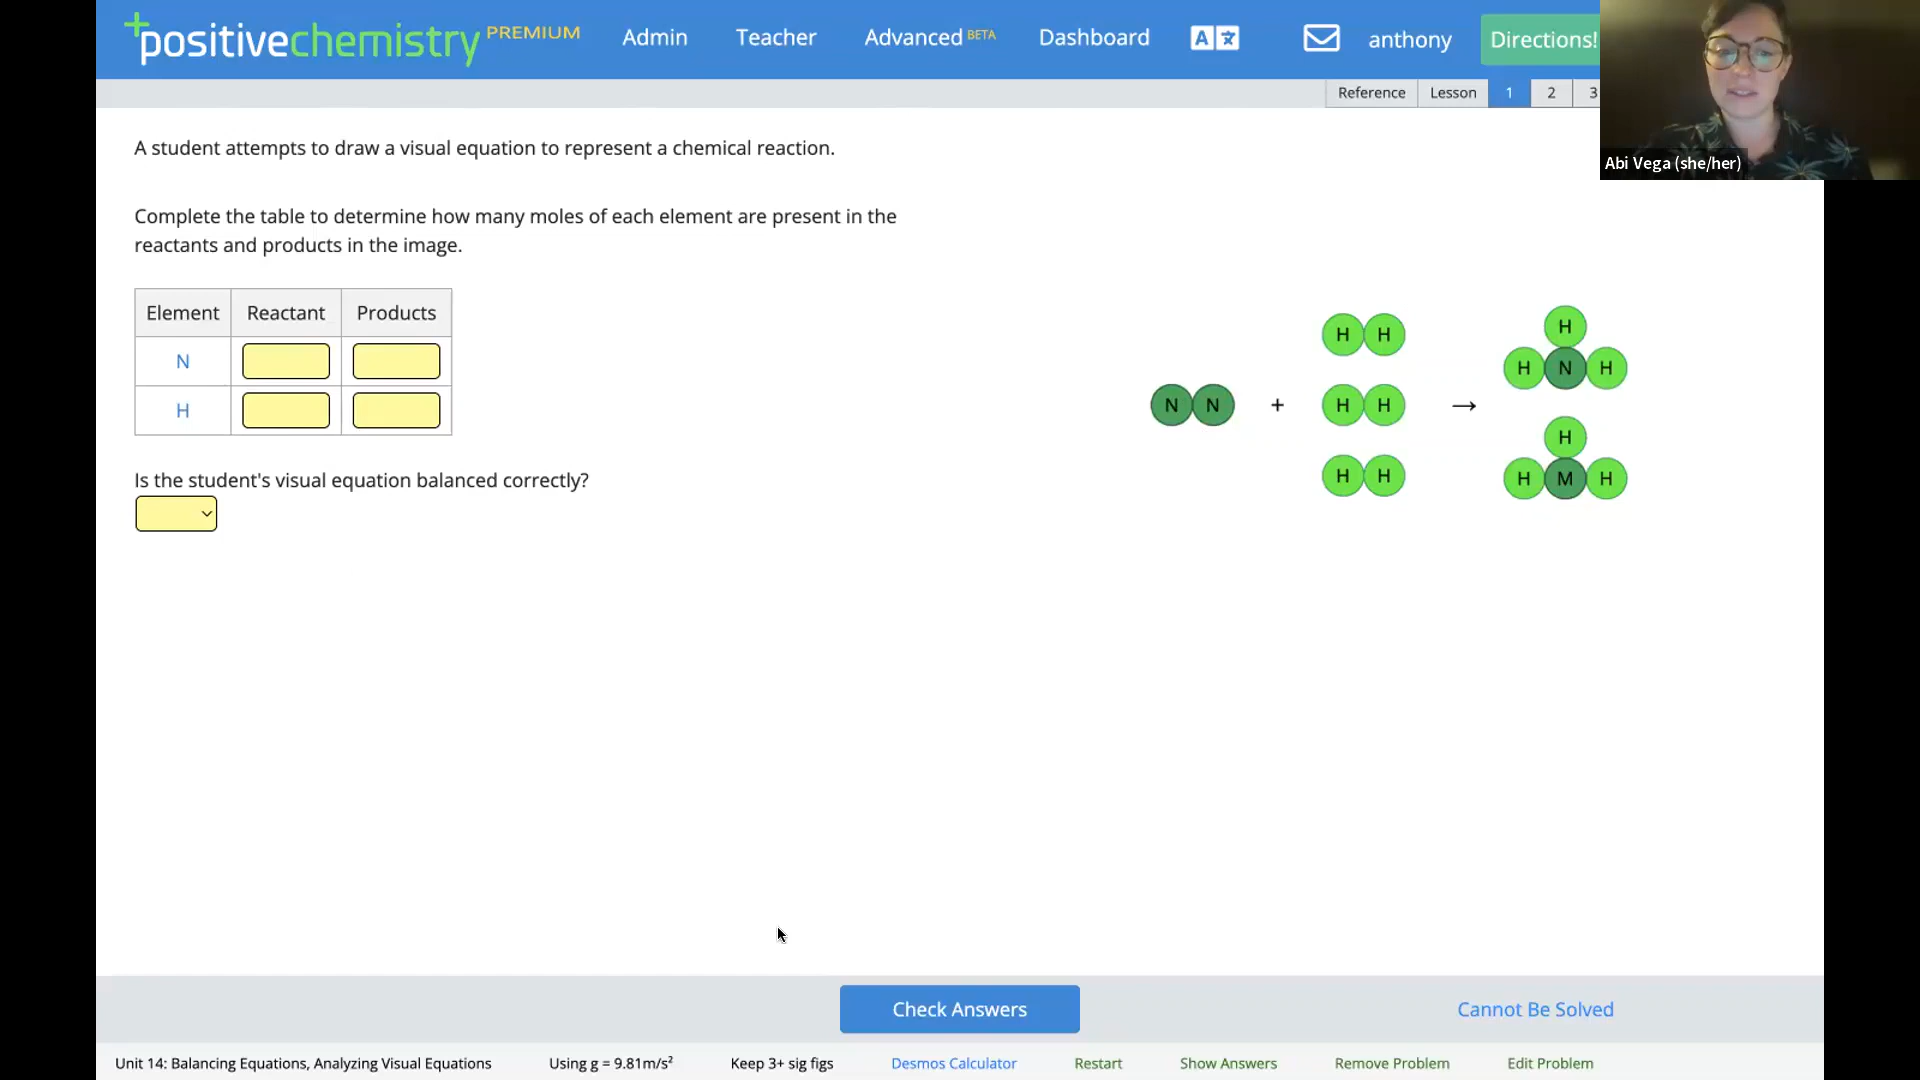 +positivechemistry PREMIUM Admin Teacher Advanced BETA Dashboard A anthony Directions!
Reference Lesson 1 2 3
Abi Vega (she/her)
A student attempts to draw a visual equation to represent a chemical reaction.
Complete the table to determine how many moles of each element are present in the
reactants and products in the image.
Element Reactant Products
N
H
Is the student's visual equation balanced correctly?
H H
H H
H H
N N + →
H
H N H
H
H M H
Check Answers Cannot Be Solved
Unit 14: Balancing Equations, Analyzing Visual Equations Using g = 9.81m/s² Keep 3+ sig figs Desmos Calculator Restart Show Answers Remove Problem Edit Problem